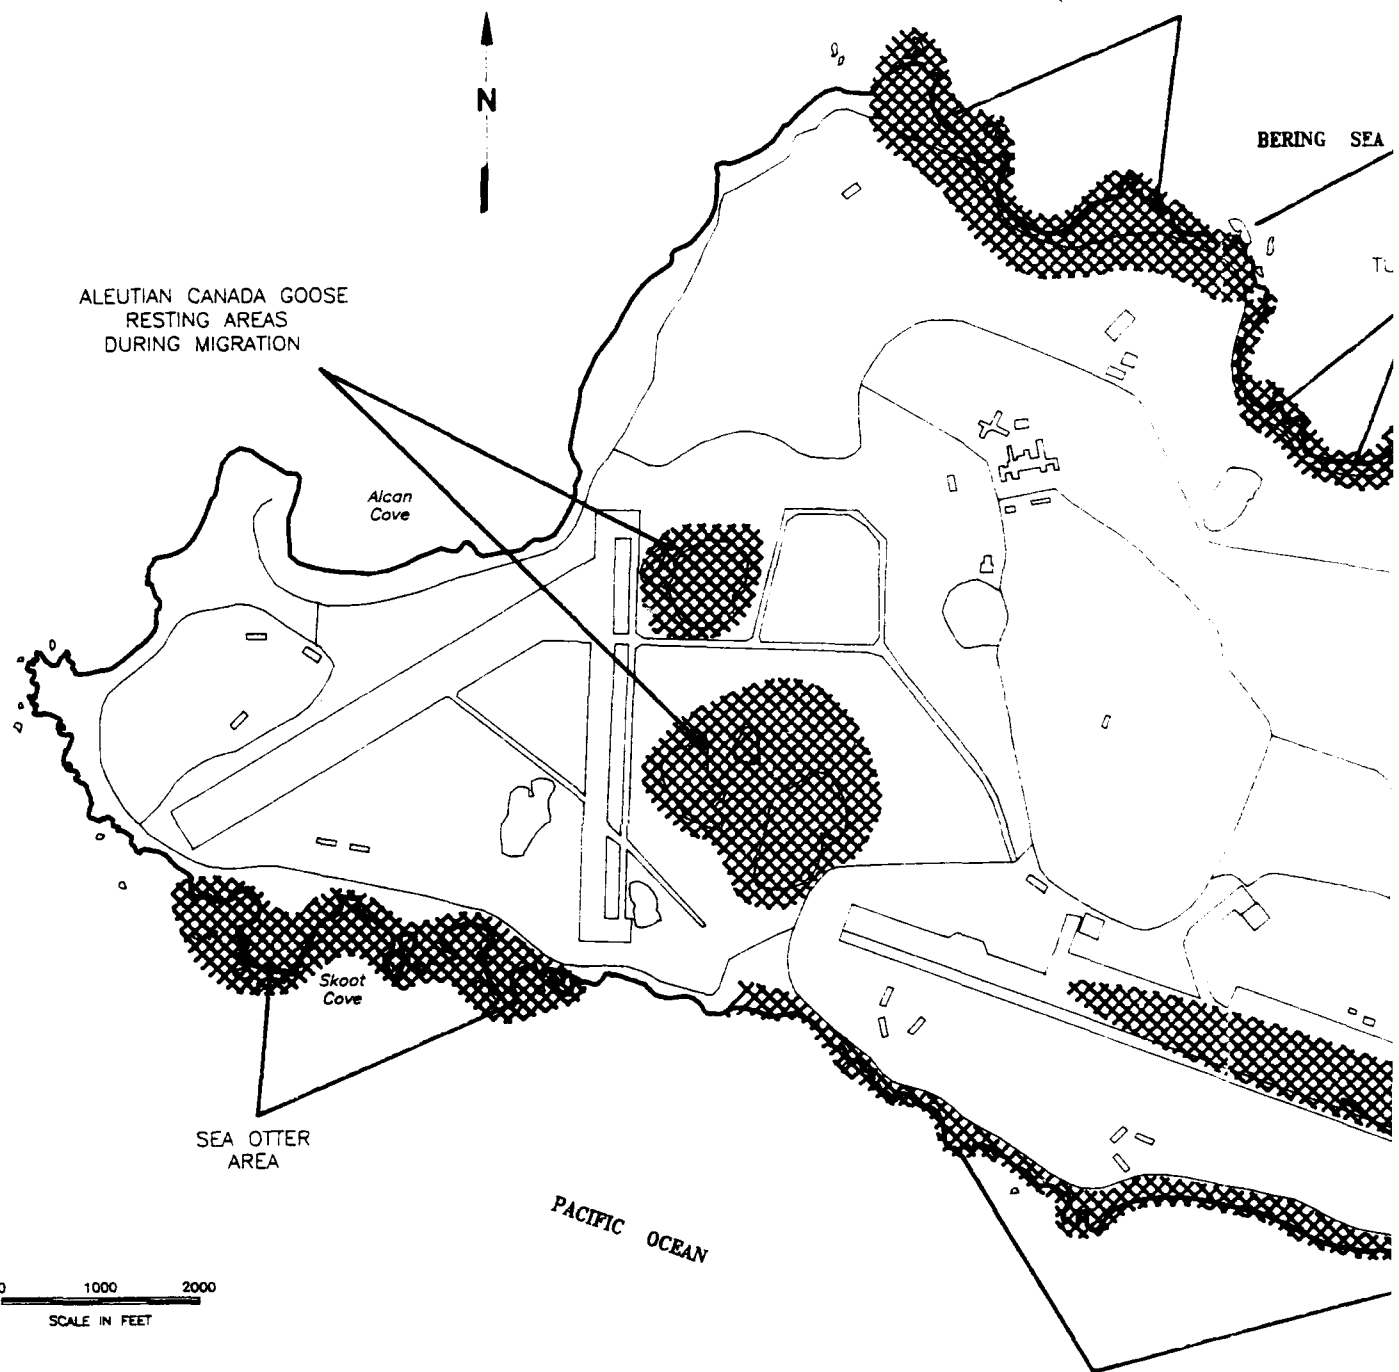 N
BERING SEA
ALEUTIAN CANADA GOOSE
RESTING AREAS
DURING MIGRATION
Alcan
Cove
Skoot
Cove
SEA OTTER
AREA
PACIFIC OCEAN
0 1000 2000
SCALE IN FEET